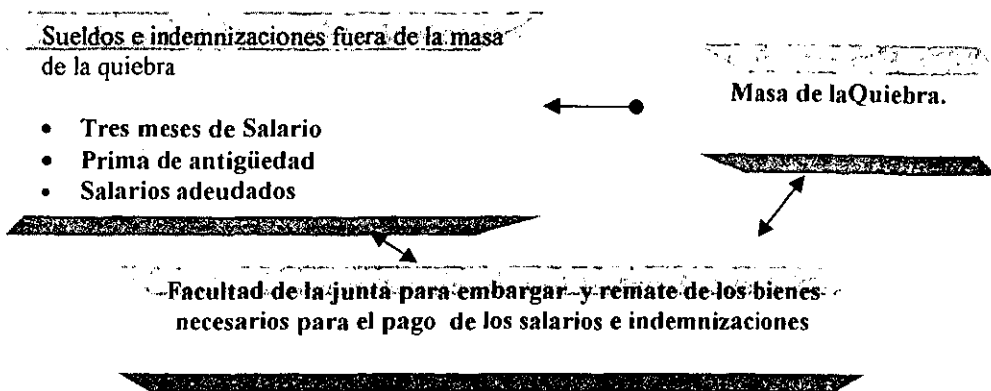 Sueldos e indemnizaciones fuera de la masa
de la quiebra
• Tres meses de Salario
• Prima de antigüedad
• Salarios adeudados
Masa de laQuiebra.
Facultad de la junta para embargar y remate de los bienes
necesarios para el pago de los salarios e indemnizaciones